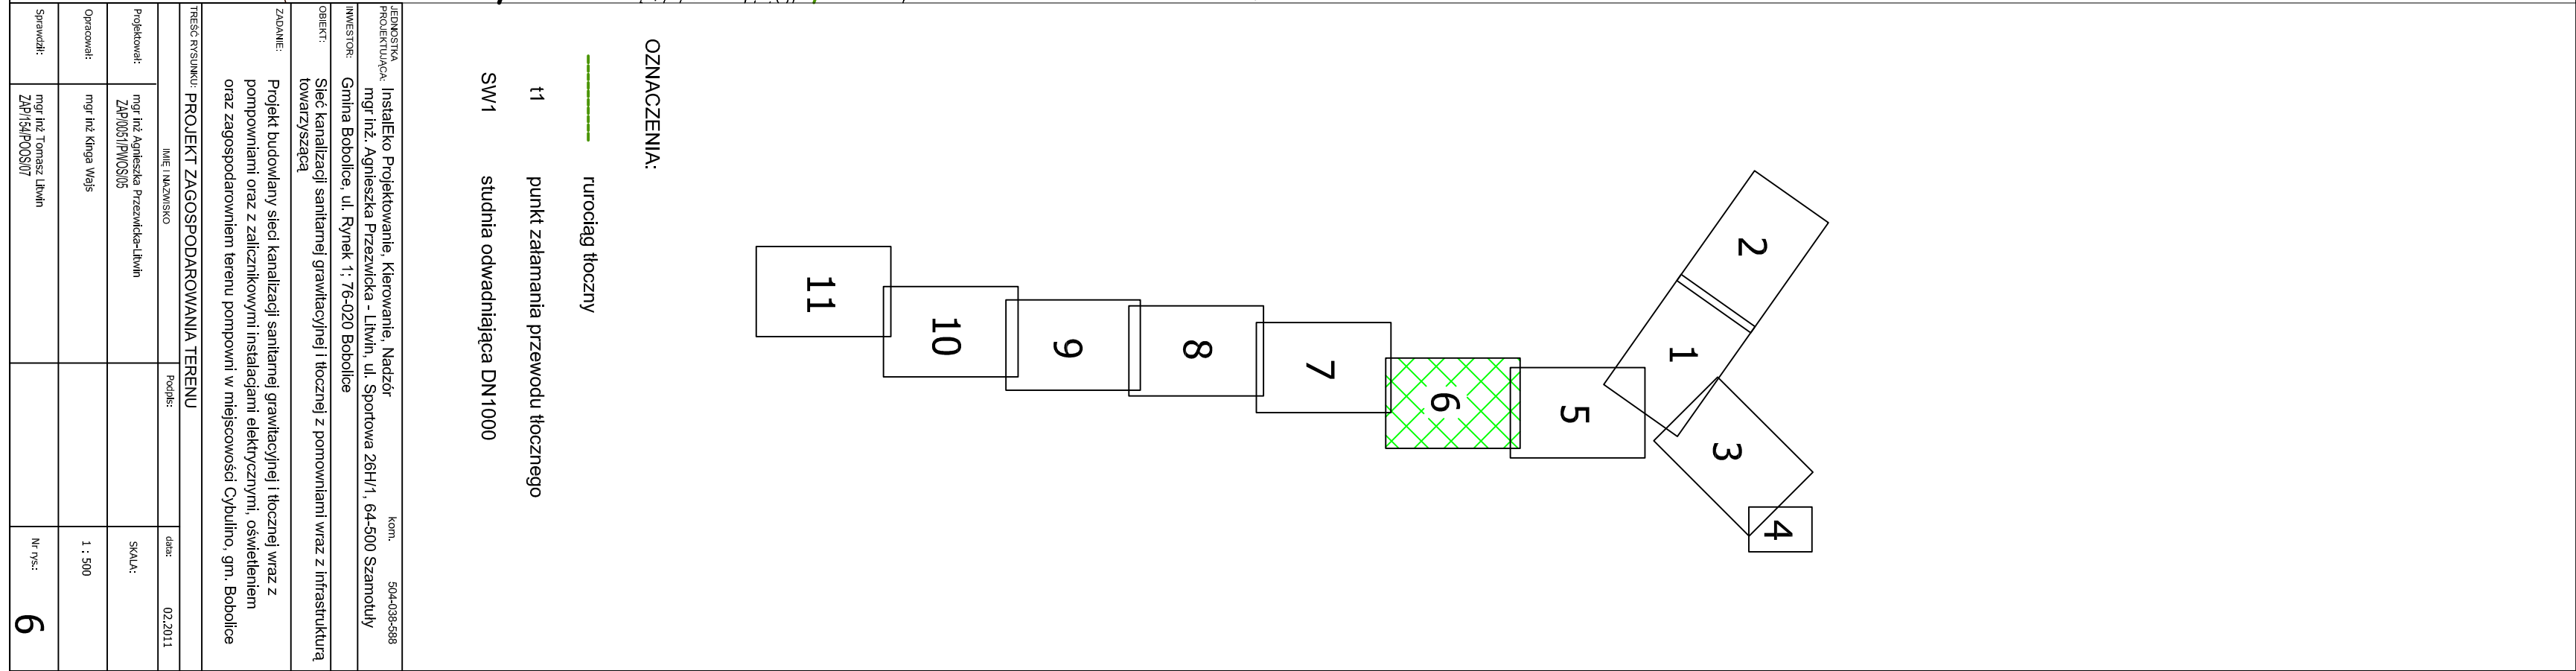 2
1
3
4
5
6
7
8
9
10
11
OZNACZENIA:
rurociąg tłoczny
t1 punkt załamania przewodu tłocznego
SW1 studnia odwadniająca DN1000
JEDNOSTKA
PROJEKTUJĄCA: InstalEko Projektowanie, Kierowanie, Nadzór kom. 504-038-588
mgr inż. Agnieszka Przezwicka - Litwin, ul. Sportowa 26H/1, 64-500 Szamotuły
INWESTOR: Gmina Bobolice, ul. Rynek 1; 76-020 Bobolice
OBIEKT: Sieć kanalizacji sanitarnej grawitacyjnej i tłocznej z pomowniami wraz z infrastrukturą
towarzyszącą
ZADANIE: Projekt budowlany sieci kanalizacji sanitarnej grawitacyjnej i tłocznej wraz z
pompowniami oraz z zalicznikowymi instalacjami elektrycznymi, oświetleniem
oraz zagospodarowniem terenu pompowni w miejscowości Cybulino, gm. Bobolice
TREŚĆ RYSUNKU: PROJEKT ZAGOSPODAROWANIA TERENU
IMIĘ I NAZWISKO Podpis: data: 02.2011
Projektował: mgr inż Agnieszka Przezwicka-Litwin SKALA:
ZAP/0051/PWOS/05
Opracował: mgr inż Kinga Wajs 1 : 500
Sprawdził: mgr inż Tomasz Litwin Nr rys.: 6
ZAP/154/POOS/07